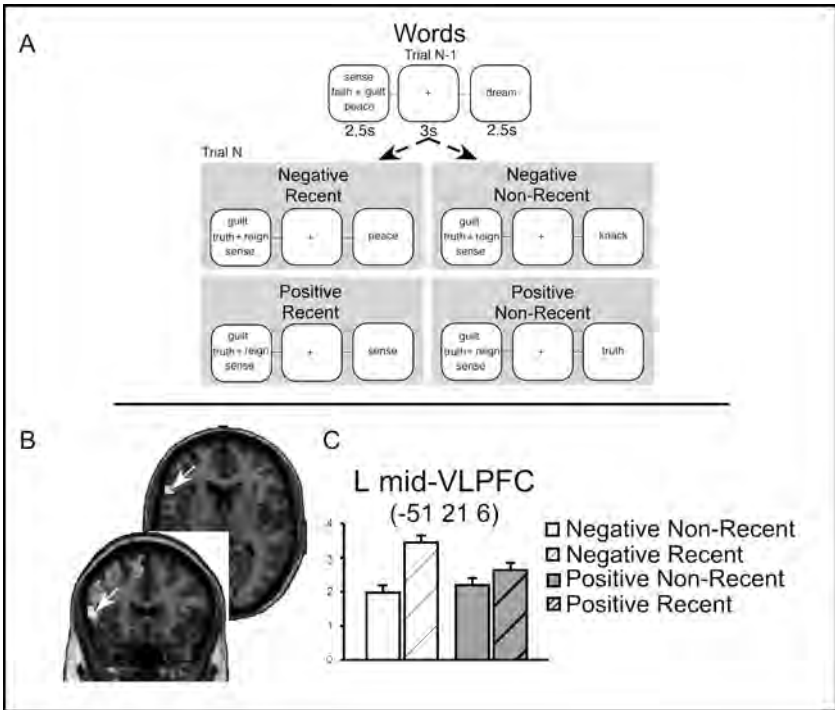 A
Words
Trial N-1
sense
faith + guilt
peace
+
dream
2.5s
3s
2.5s
Trial N
Negative
Recent
guilt
truth + reign
sense
+
peace
Negative
Non-Recent
guilt
truth + reign
sense
+
knack
Positive
Recent
guilt
truth + reign
sense
+
sense
Positive
Non-Recent
guilt
truth + reign
sense
+
truth
B
C
L mid-VLPFC
(-51 21 6)
4
3
2
1
0
Negative Non-Recent
Negative Recent
Positive Non-Recent
Positive Recent